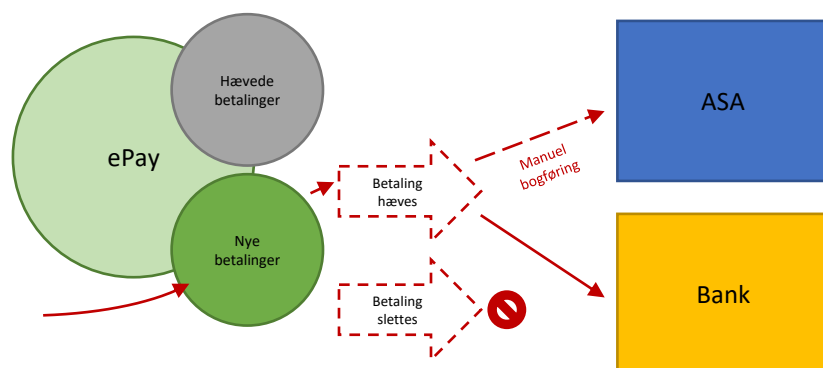 Hævede
betalinger
ePay
Nye
betalinger
Betaling
hæves
Betaling
slettes
Manuel
bogføring
ASA
Bank